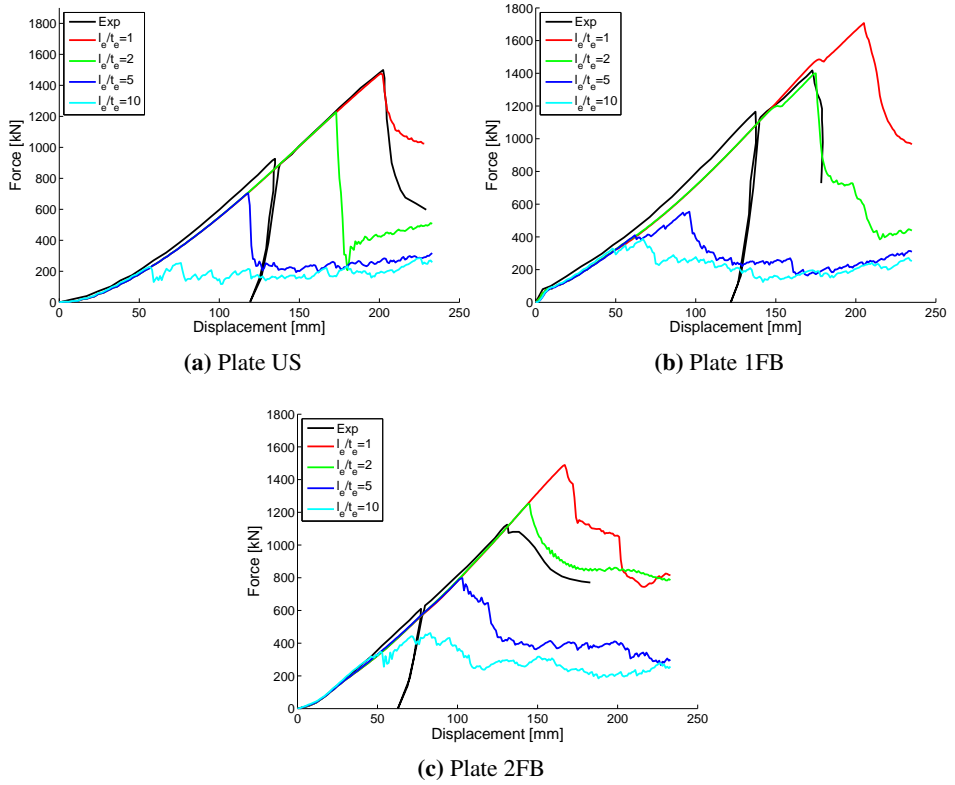 1800
1600
1400
1200
1000
800
600
400
200
0
Force [kN]
Exp
l_e/t_e=1
l_e/t_e=2
l_e/t_e=5
l_e/t_e=10
0 50 100 150 200 250
Displacement [mm]
(a) Plate US
1800
1600
1400
1200
1000
800
600
400
200
0
Force [kN]
Exp
l_e/t_e=1
l_e/t_e=2
l_e/t_e=5
l_e/t_e=10
0 50 100 150 200 250
Displacement [mm]
(b) Plate 1FB
1800
1600
1400
1200
1000
800
600
400
200
0
Force [kN]
Exp
l_e/t_e=1
l_e/t_e=2
l_e/t_e=5
l_e/t_e=10
0 50 100 150 200 250
Displacement [mm]
(c) Plate 2FB